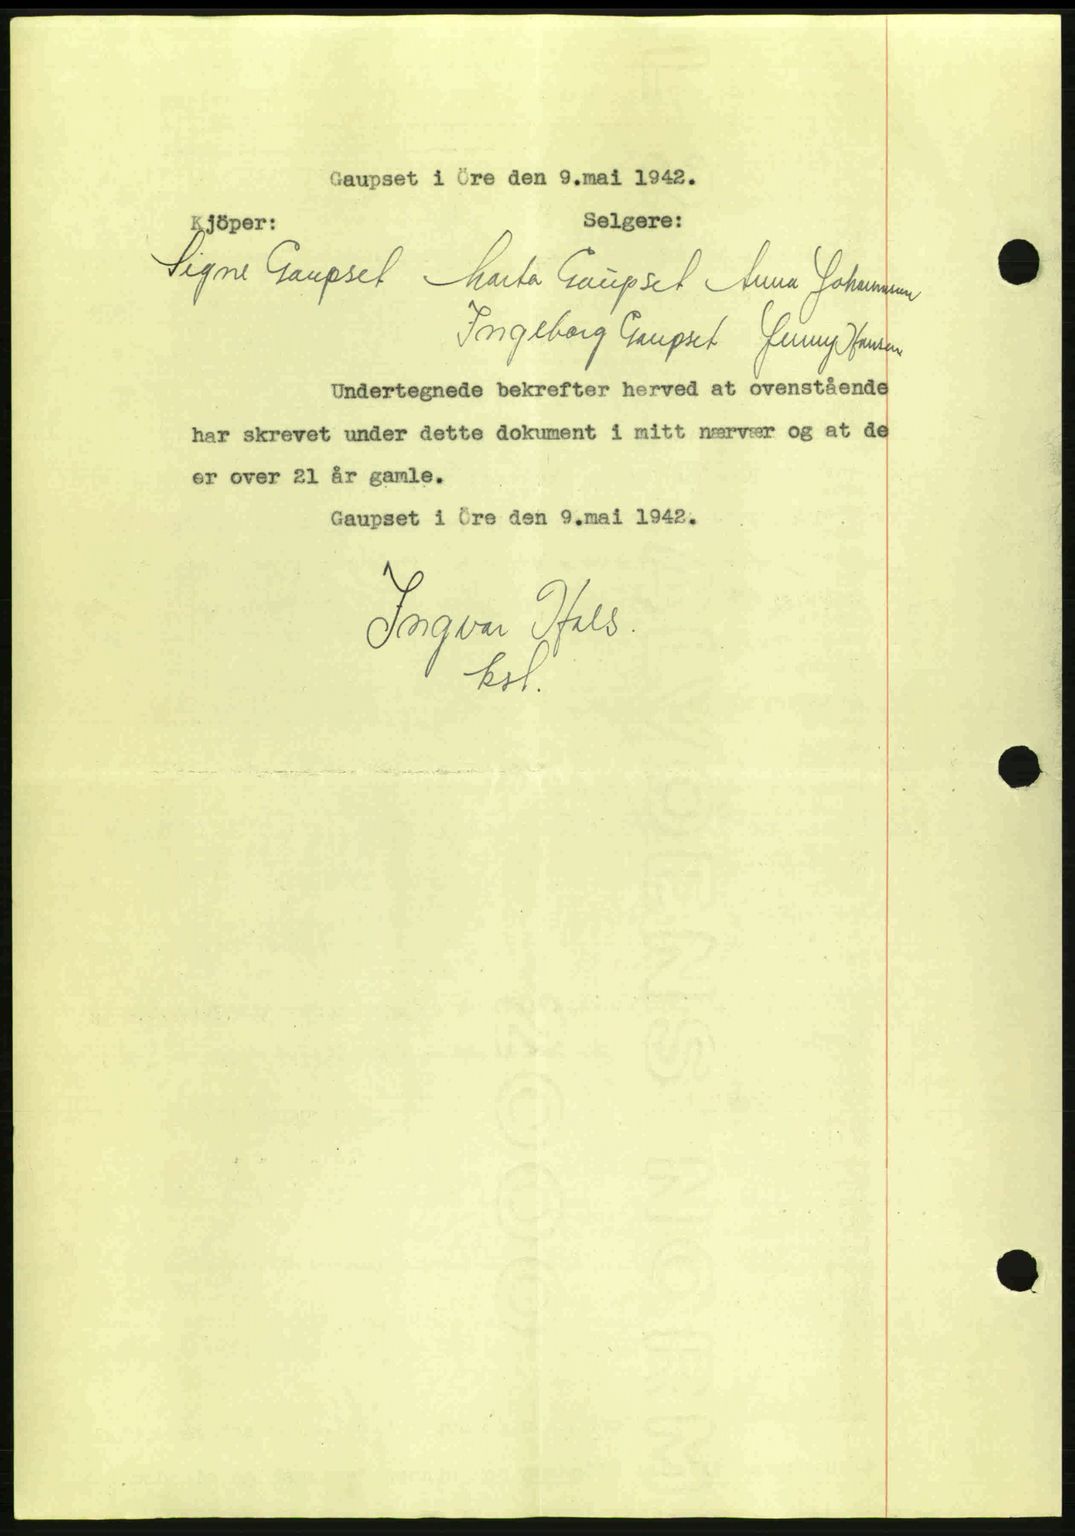 Gaupset i Öre den 9.mai 1942.
Kjöper: Selgere:
Signe Gaupset Marta Gaupset Anna Johannessen
Ingeborg Gaupset Jenny Hansen
Undertegnede bekrefter herved at ovenstående
har skrevet under dette dokument i mitt nærvær og at de
er over 21 år gamle.
Gaupset i Öre den 9.mai 1942.
Ingvar Hals.
ksl.